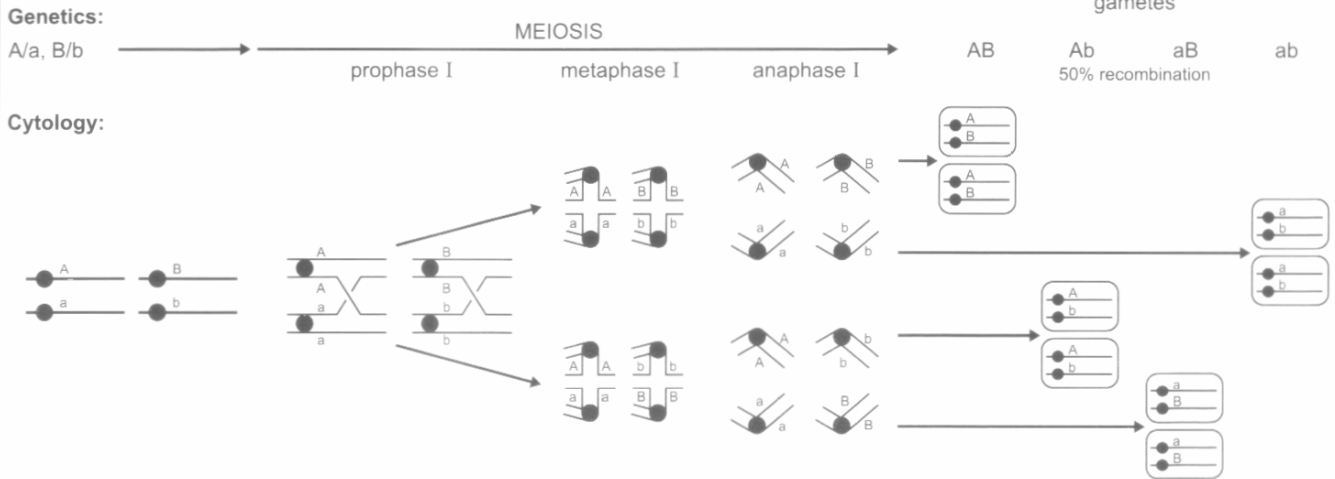 gametes
Genetics:
MEIOSIS
A/a, B/b
AB Ab aB ab
prophase I metaphase I anaphase I
50% recombination
Cytology:
A
B
A
B
A A B B
A B
A B
a a b b
a b
a b
a
b
a
b
A B
a b
A B
A B
a b
a b
A
b
A
b
A A b b
A b
A b
a a B B
a B
a B
a
B
a
B